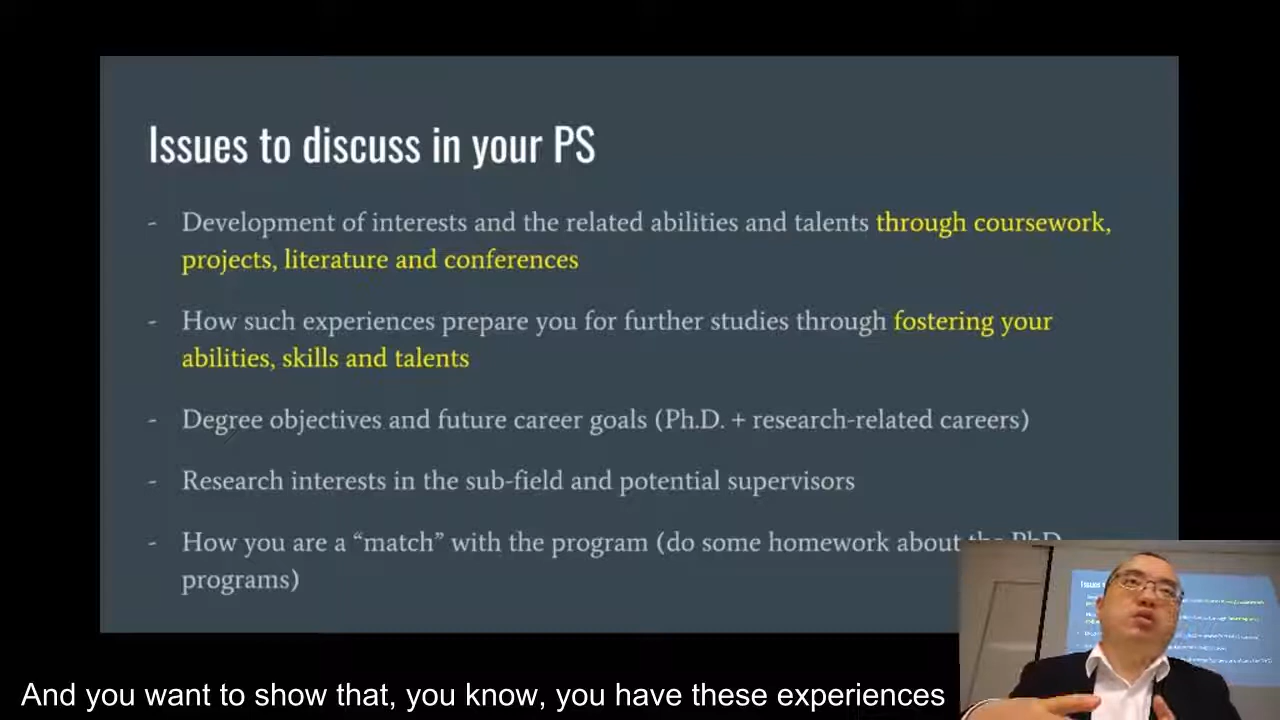 Issues to discuss in your PS
- Development of interests and the related abilities and talents through coursework,
projects, literature and conferences
- How such experiences prepare you for further studies through fostering your
abilities, skills and talents
- Degree objectives and future career goals (Ph.D. + research-related careers)
- Research interests in the sub-field and potential supervisors
- How you are a “match” with the program (do some homework about the PhD
programs)
And you want to show that, you know, you have these experiences